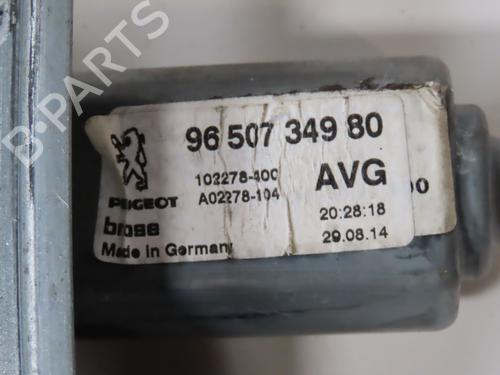 B-PARTS
96 507 349 80
102278-400
A02278-104
AVG
00
PEUGEOT
brose
20:28:18
Made in Germany
29.08.14